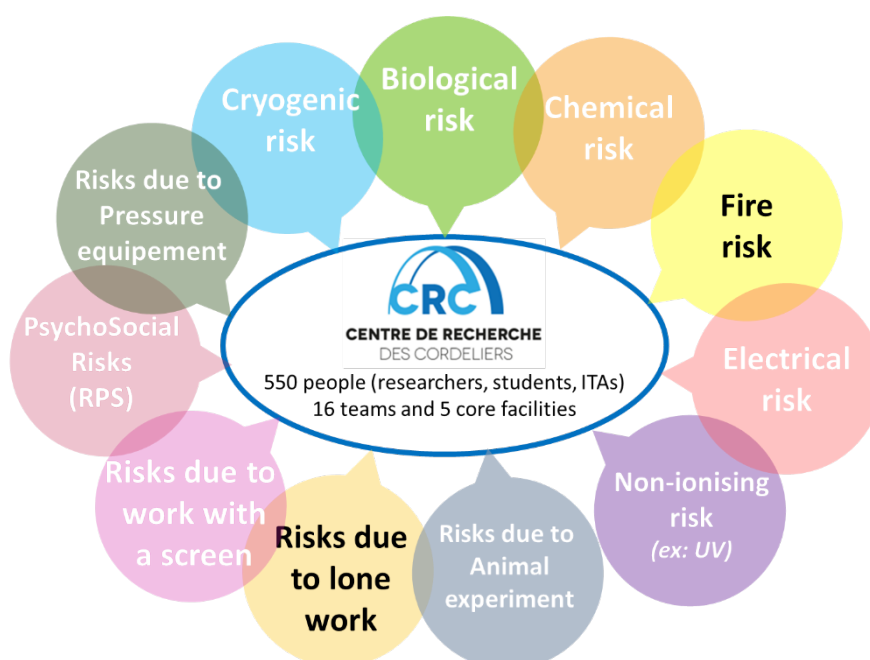 Biological
risk
Chemical
risk
Fire
risk
Electrical
risk
Non-ionising
risk
(ex: UV)
Risks due to
Animal
experiment
Risks due
to lone
work
Risks due to
work with
a screen
PsychoSocial
Risks
(RPS)
Risks due to
Pressure
equipement
Cryogenic
risk
CRC
CENTRE DE RECHERCHE
DES CORDELIERS
550 people (researchers, students, ITAs)
16 teams and 5 core facilities